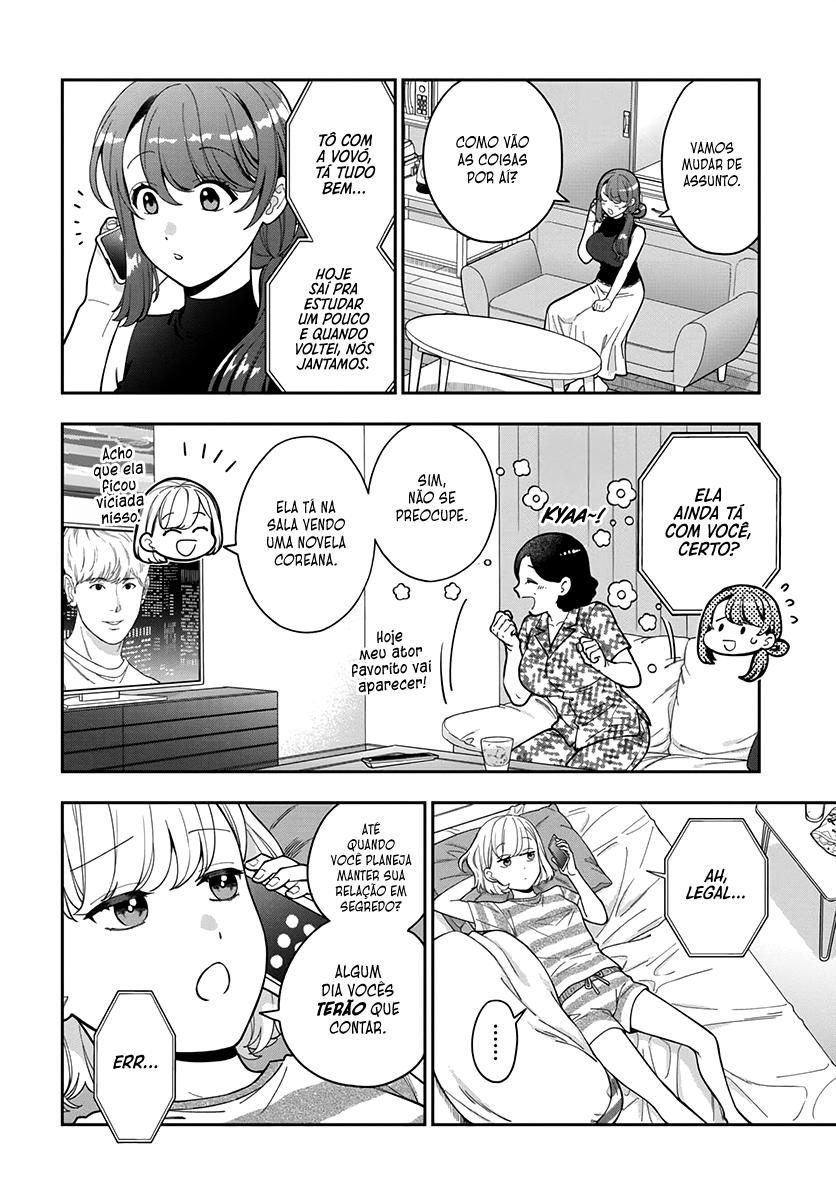 VAMOS
MUDAR DE
ASSUNTO.
COMO VÃO
AS COISAS
POR AÍ?
TÔ COM
A VOVÓ,
TÁ TUDO
BEM...
HOJE
SAÍ PRA
ESTUDAR
UM POUCO
E QUANDO
VOLTEI, NÓS
JANTAMOS.
ELA
AINDA TÁ
COM VOCÊ,
CERTO?
KYAA~!
SIM,
NÃO SE
PREOCUPE.
ELA TÁ NA
SALA VENDO
UMA NOVELA
COREANA.
Hoje
meu ator
favorito vai
aparecer!
Acho
que ela
ficou
viciada
nisso!
AH,
LEGAL...
......
ATÉ
QUANDO
VOCÊ PLANEJA
MANTER SUA
RELAÇÃO EM
SEGREDO?
ALGUM
DIA VOCÊS
TERÃO QUE
CONTAR.
ERR...